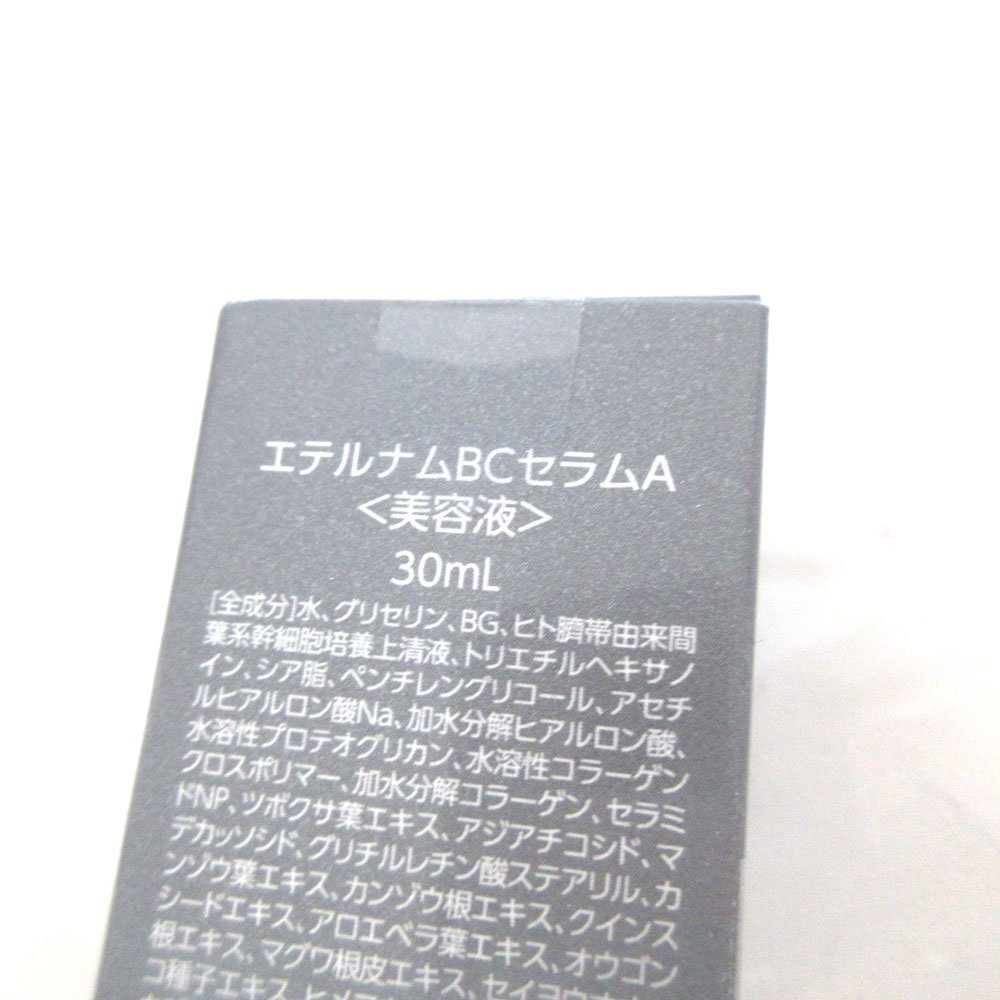 エテルナムBCセラムA
<美容液>
30mL
[全成分]水、グリセリン、BG、ヒト臍帯由来間
葉系幹細胞培養上清液、トリエチルヘキサノ
イン、シア脂、ペンチレングリコール、アセチ
ルヒアルロン酸Na、加水分解ヒアルロン酸、
水溶性プロテオグリカン、水溶性コラーゲン
クロスポリマー、加水分解コラーゲン、セラミ
ドNP、ツボクサ葉エキス、アジアチコシド、マ
デカッソシド、グリチルレチン酸ステアリル、カ
ンゾウ葉エキス、カンゾウ根エキス、クインス
シードエキス、アロエベラ葉エキス、オウゴン
根エキス、マグワ根皮エキス、セイヨウナ
コ種子エキス、